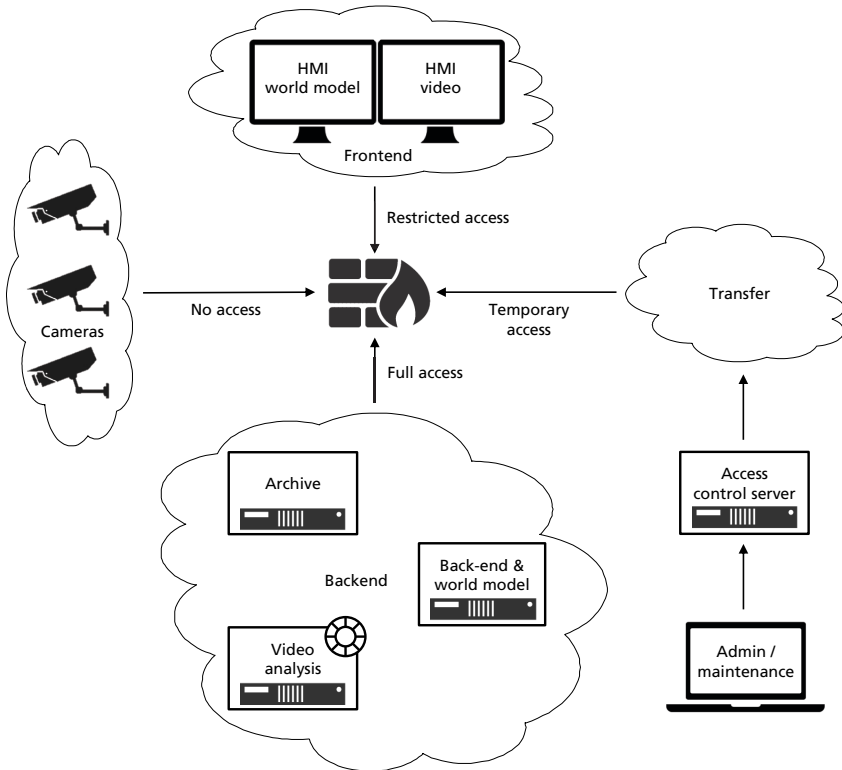 HMI
world model
HMI
video
Frontend
Restricted access
Cameras
No access
Temporary
access
Transfer
Full access
Archive
Backend
Back-end &
world model
Video
analysis
Access
control server
Admin /
maintenance